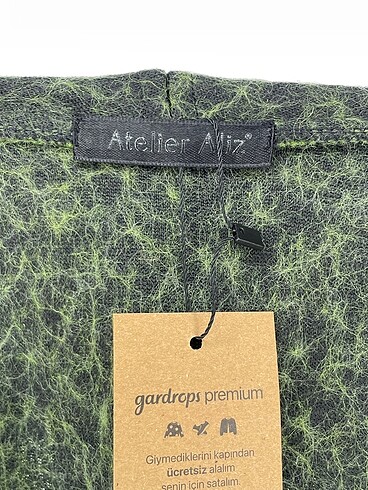 Atelier Aliz®
gardrops premium
Giymediklerini kapından
ücretsiz alalım
senin için satalım